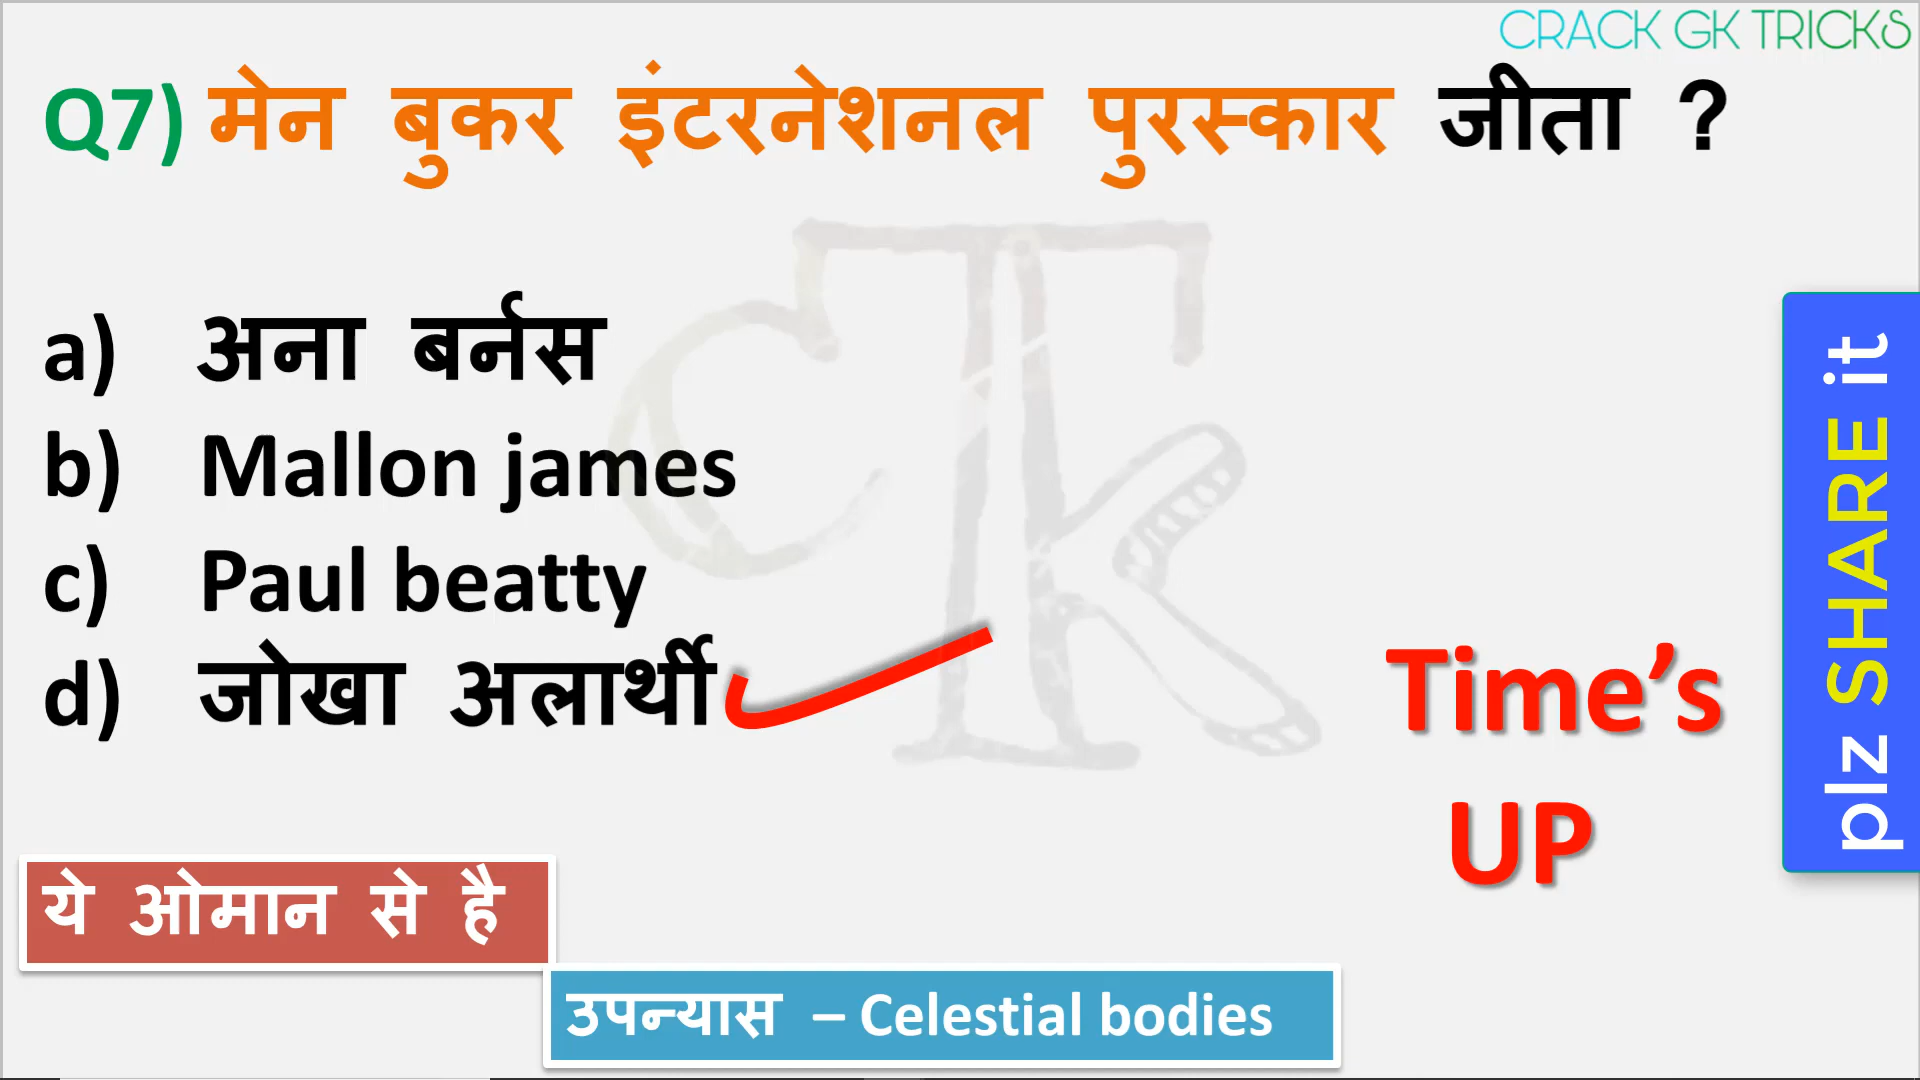 CRACK GK TRICKS
Q7) मेन बुकर इंटरनेशनल पुरस्कार जीता ?
a) अना बर्नस
b) Mallon james
c) Paul beatty
d) जोखा अलार्थी
Time's
UP
plz SHARE it
ये ओमान से है
उपन्यास – Celestial bodies